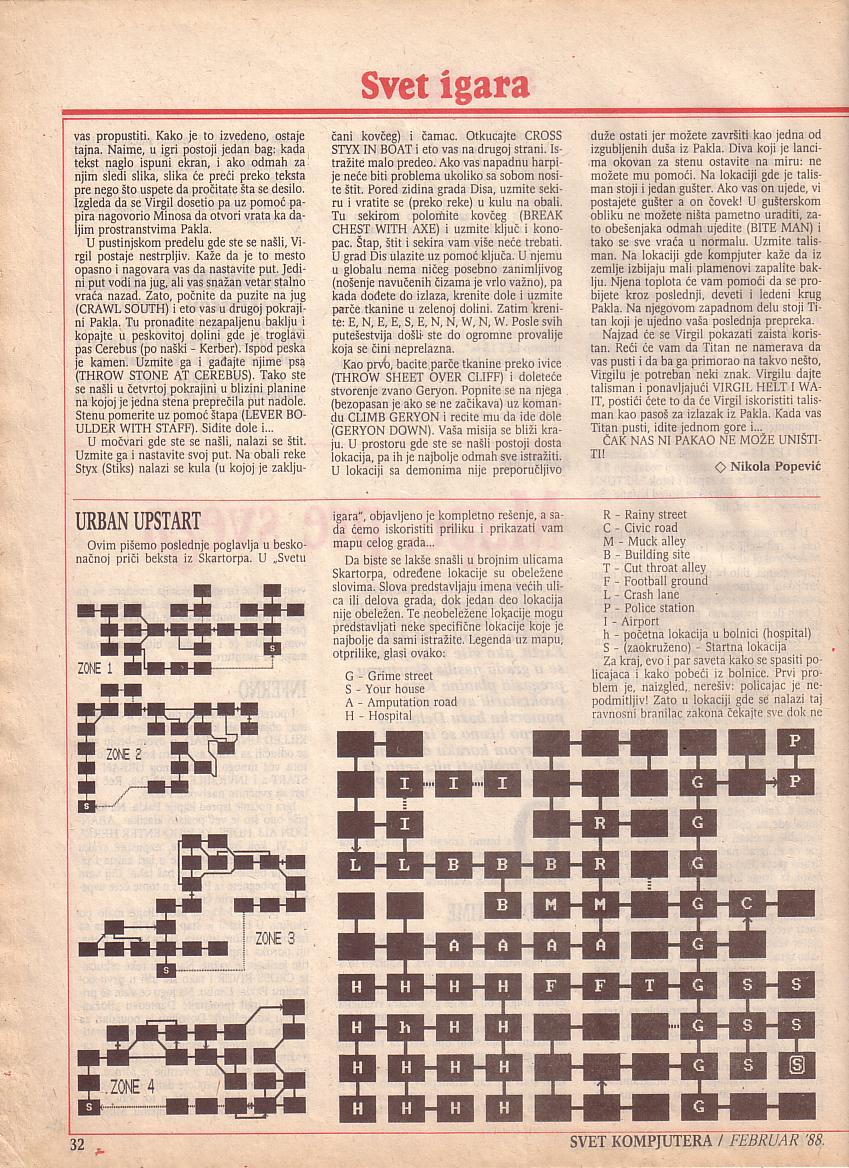 Svet igara
vas propustiti. Kako je to izvedeno, ostaje
tajna. Naime, u igri postoji jedan bag: kada
tekst naglo ispuni ekran, i ako odmah za
njim sledi slika, slika će preći preko teksta
pre nego što uspete da pročitate šta se desilo.
Izgleda da se Virgil dosetio pa uz pomoć pa-
pira nagovorio Minosa da otvori vrata ka da-
ljim prostranstvima Pakla.
U pustinjskom predelu gde ste se našli, Vi-
rgil postaje nestrpljiv. Kaže da je to mesto
opasno i nagovara vas da nastavite put. Jedi-
ni put vodi na jug, ali vas snažan vetar stalno
vraća nazad. Zato, počnite da puzite na jug
(CRAWL SOUTH) i eto vas u drugoj pokraji-
ni Pakla. Tu pronađite nezapaljenu baklju i
kopajte u peskovitoj dolini gde je troglavi
pas Cerebus (po naški - Kerber). Ispod peska
je kamen. Uzmite ga i gađajte njime psa
(THROW STONE AT CEREBUS). Tako ste
se našli u četvrtoj pokrajini u blizini planine
na kojoj je jedna stena preprečila put nadole.
Stenu pomerite uz pomoć štapa (LEVER BO-
ULDER WITH STAFF). Siđite dole i...
U močvari gde ste se našli, nalazi se štit.
Uzmite ga i nastavite svoj put. Na obali reke
Styx (Stiks) nalazi se kula (u kojoj je zaklju-
čani kovčeg) i čamac. Otkucajte CROSS
STYX IN BOAT i eto vas na drugoj strani. Is-
tražite malo predeo. Ako vas napadnu harpi-
je neće biti problema ukoliko sa sobom nosi-
te štit. Pored zidina grada Disa, uzmite seki-
ru i vratite se (preko reke) u kulu na obali.
Tu sekirom polomite kovčeg (BREAK
CHEST WITH AXE) i uzmite ključ i kono-
pac. Štap, štit i sekira vam više neće trebati.
U grad Dis ulazite uz pomoć ključa. U njemu
u globalu nema ničeg posebno zanimljivog
(nošenje navučenih čizama je vrlo važno), pa
kada dođete do izlaza, krenite dole i uzmite
parče tkanine u zelenoj dolini. Zatim kreni-
te: E, N, E, E, S, E, N, N, W, N, W. Posle svih
putešestvija došli ste do ogromne provalije
koja se čini neprelazna.
Kao prvo, bacite parče tkanine preko ivice
(THROW SHEET OVER CLIFF) i doleteće
stvorenje zvano Geryon. Popnite se na njega
(bezopasan je ako se ne začikava) uz koman-
du CLIMB GERYON i recite mu da ide dole
(GERYON DOWN). Vaša misija se bliži kra-
ju. U prostoru gde ste se našli postoji dosta
lokacija, pa ih je najbolje odmah sve istražiti.
U lokaciji sa demonima nije preporučljivo
duže ostati jer možete završiti kao jedna od
izgubljenih duša iz Pakla. Diva koji je lanci-
ma okovan za stenu ostavite na miru: ne
možete mu pomoći. Na lokaciji gde je talis-
man stoji i jedan gušter. Ako vas on ujede, vi
postajete gušter a on čovek! U gušterskom
obliku ne možete ništa pametno uraditi, za-
to obešenjaka odmah ujedite (BITE MAN) i
tako se sve vraća u normalu. Uzmite talis-
man. Na lokaciji gde kompjuter kaže da iz
zemlje izbijaju mali plamenovi zapalite bak-
lju. Njena toplota će vam pomoći da se pro-
bijete kroz poslednji, deveti i ledeni krug
Pakla. Na njegovom zapadnom delu stoji Ti-
tan koji je ujedno vaša poslednja prepreka.
Najzad će se Virgil pokazati zaista koris-
tan. Reći će vam da Titan ne namerava da
vas pusti i da ba ga primorao na takvo nešto,
Virgilu je potreban neki znak. Virgilu dajte
talisman i ponavljajući VIRGIL HELT I WA-
IT, postići ćete to da će Virgil iskoristiti talis-
man kao pasoš za izlazak iz Pakla. Kada vas
Titan pusti, idite jednom gore i...
ČAK NAS NI PAKAO NE MOŽE UNIŠTI-
TI!
◇ Nikola Popević
URBAN UPSTART
Ovim pišemo poslednje poglavlja u besko-
načnoj priči beksta iz Skartorpa. U „Svetu
igara", objavljeno je kompletno rešenje, a sa-
da ćemo iskoristiti priliku i prikazati vam
mapu celog grada...
Da biste se lakše snašli u brojnim ulicama
Skartorpa, određene lokacije su obeležene
slovima. Slova predstavljaju imena većih uli-
ca ili delova grada, dok jedan deo lokacija
nije obeležen. Te neobeležene lokacije mogu
predstavljati neke specifične lokacije koje je
najbolje da sami istražite. Legenda uz mapu,
otprilike, glasi ovako:
G - Grime street
S - Your house
A - Amputation road
H - Hospital
R - Rainy street
C - Civic road
M - Muck alley
B - Building site
T - Cut throat alley
F - Football ground
L - Crash lane
P - Police station
I - Airport
h - početna lokacija u bolnici (hospital)
S - (zaokruženo) - Startna lokacija
Za kraj, evo i par saveta kako se spasiti po-
licajaca i kako pobeći iz bolnice. Prvi pro-
blem je, naizgled, nerešiv: policajac je ne-
podmitljiv! Zato u lokaciji gde se nalazi taj
ravnosni branilac zakona čekajte sve dok ne
ZONE 1
S
ZONE 2
S
ZONE 3
S
ZONE 4
S
P
I I I G P
I R G
L L B B B R G
B M M G C
A A A A G
H H H H F F T G S S
H h H H G S S
H H H H G S S
H H H H G
32
SVET KOMPJUTERA / FEBRUAR '88.